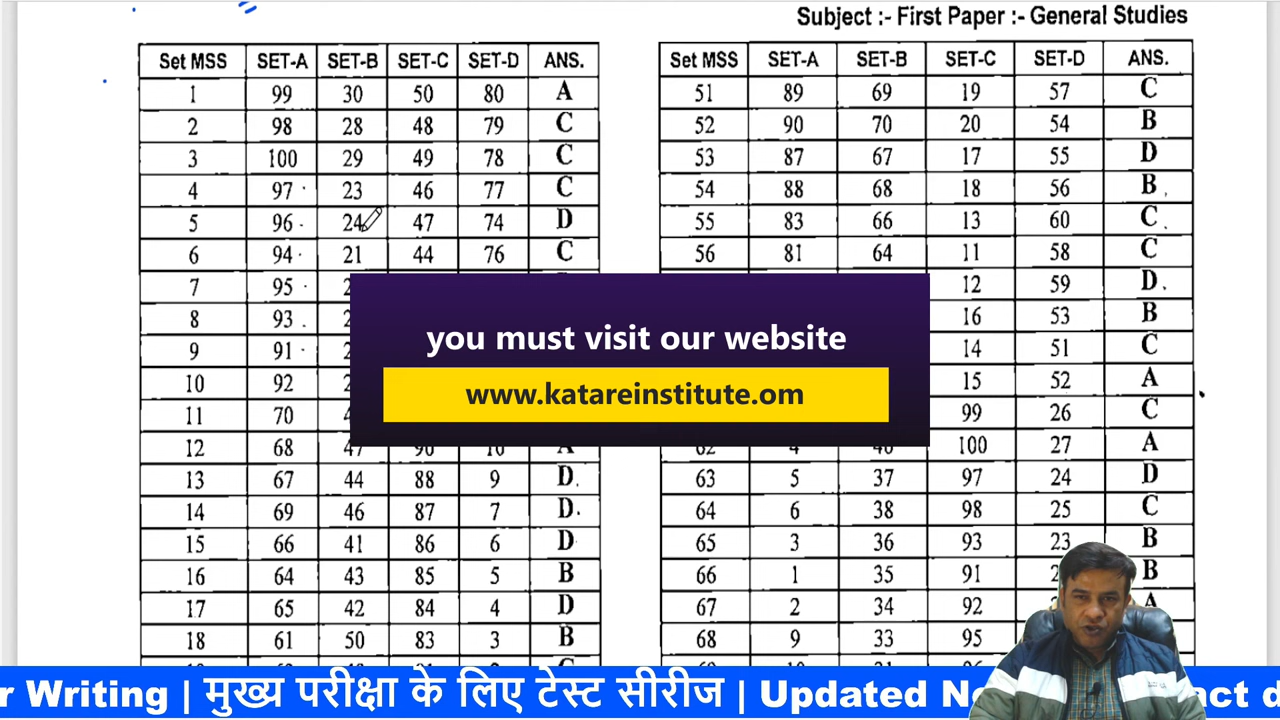 Subject :- First Paper :- General Studies
Set MSS SET-A SET-B SET-C SET-D ANS.
1 99 30 50 80 A
2 98 28 48 79 C
3 100 29 49 78 C
4 97 23 46 77 C
5 96 24 47 74 D
6 94 21 44 76 C
7 95
8 93
9 91
10 92
11 70
12 68 47 90 10 A
13 67 44 88 9 D
14 69 46 87 7 D
15 66 41 86 6 D
16 64 43 85 5 B
17 65 42 84 4 D
18 61 50 83 3 B
Set MSS SET-A SET-B SET-C SET-D ANS.
51 89 69 19 57 C
52 90 70 20 54 B
53 87 67 17 55 D
54 88 68 18 56 B
55 83 66 13 60 C
56 81 64 11 58 C
12 59 D
16 53 B
14 51 C
15 52 A
99 26 C
62 4 40 100 27 A
63 5 37 97 24 D
64 6 38 98 25 C
65 3 36 93 23 B
66 1 35 91 B
67 2 34 92 A
68 9 33 95
you must visit our website
www.katareinstitute.om
r Writing | मुख्य परीक्षा के लिए टेस्ट सीरीज | Updated No act d